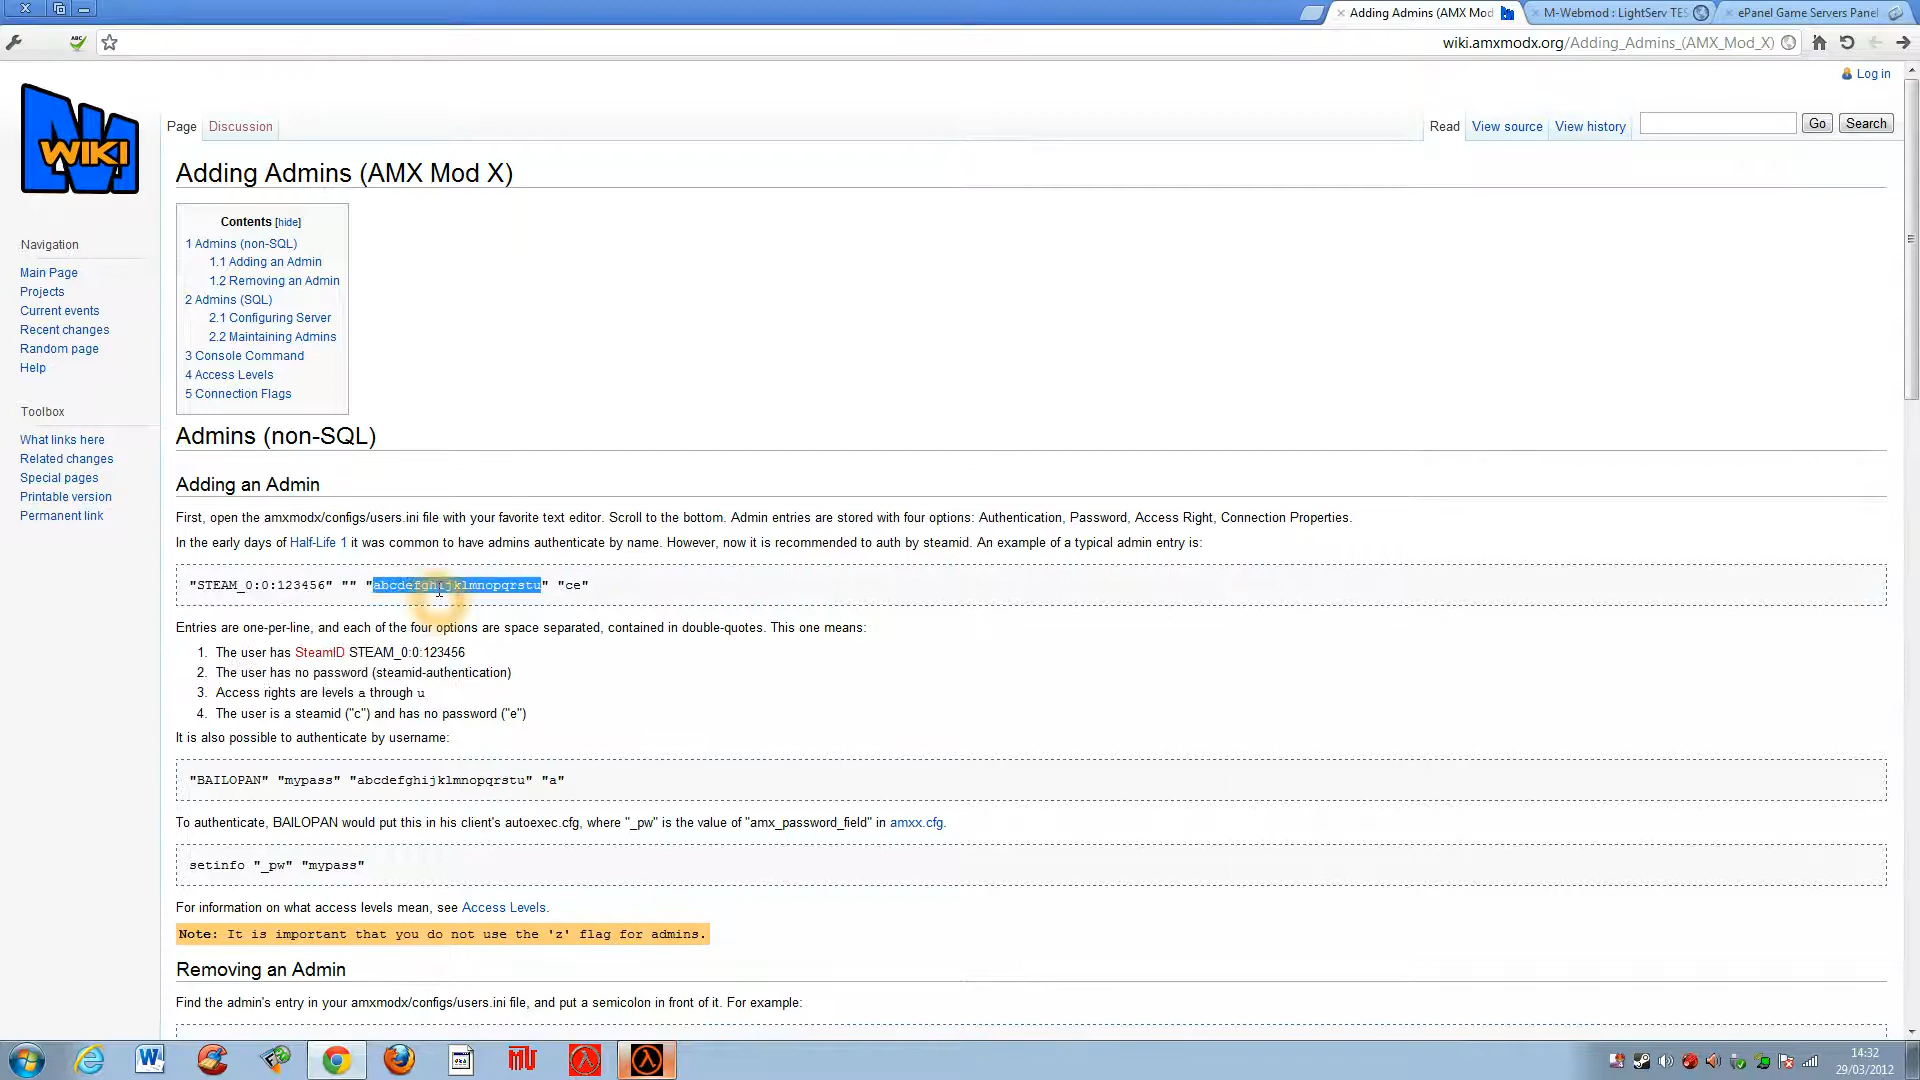 Adding Admins (AMX Mod
M-Webmod : LightServ TES
ePanel Game Servers Panel
ABC
wiki.amxmodx.org/Adding_Admins_(AMX_Mod_X)
Log in
WIKI
Page
Discussion
Read
View source
View history
Go
Search
Adding Admins (AMX Mod X)
Contents [hide]
1 Admins (non-SQL)
1.1 Adding an Admin
1.2 Removing an Admin
2 Admins (SQL)
2.1 Configuring Server
2.2 Maintaining Admins
3 Console Command
4 Access Levels
5 Connection Flags
Navigation
Main Page
Projects
Current events
Recent changes
Random page
Help
Toolbox
What links here
Related changes
Special pages
Printable version
Permanent link
Admins (non-SQL)
Adding an Admin
First, open the amxmodx/configs/users.ini file with your favorite text editor. Scroll to the bottom. Admin entries are stored with four options: Authentication, Password, Access Right, Connection Properties.
In the early days of Half-Life 1 it was common to have admins authenticate by name. However, now it is recommended to auth by steamid. An example of a typical admin entry is:
"STEAM_0:0:123456" "" "abcdefghijklmnopqrstu" "ce"
Entries are one-per-line, and each of the four options are space separated, contained in double-quotes. This one means:
1. The user has SteamID STEAM_0:0:123456
2. The user has no password (steamid-authentication)
3. Access rights are levels a through u
4. The user is a steamid ("c") and has no password ("e")
It is also possible to authenticate by username:
"BAILOPAN" "mypass" "abcdefghijklmnopqrstu" "a"
To authenticate, BAILOPAN would put this in his client's autoexec.cfg, where "_pw" is the value of "amx_password_field" in amxx.cfg.
setinfo "_pw" "mypass"
For information on what access levels mean, see Access Levels.
Note: It is important that you do not use the 'z' flag for admins.
Removing an Admin
Find the admin's entry in your amxmodx/configs/users.ini file, and put a semicolon in front of it. For example:
14:32
29/03/2012